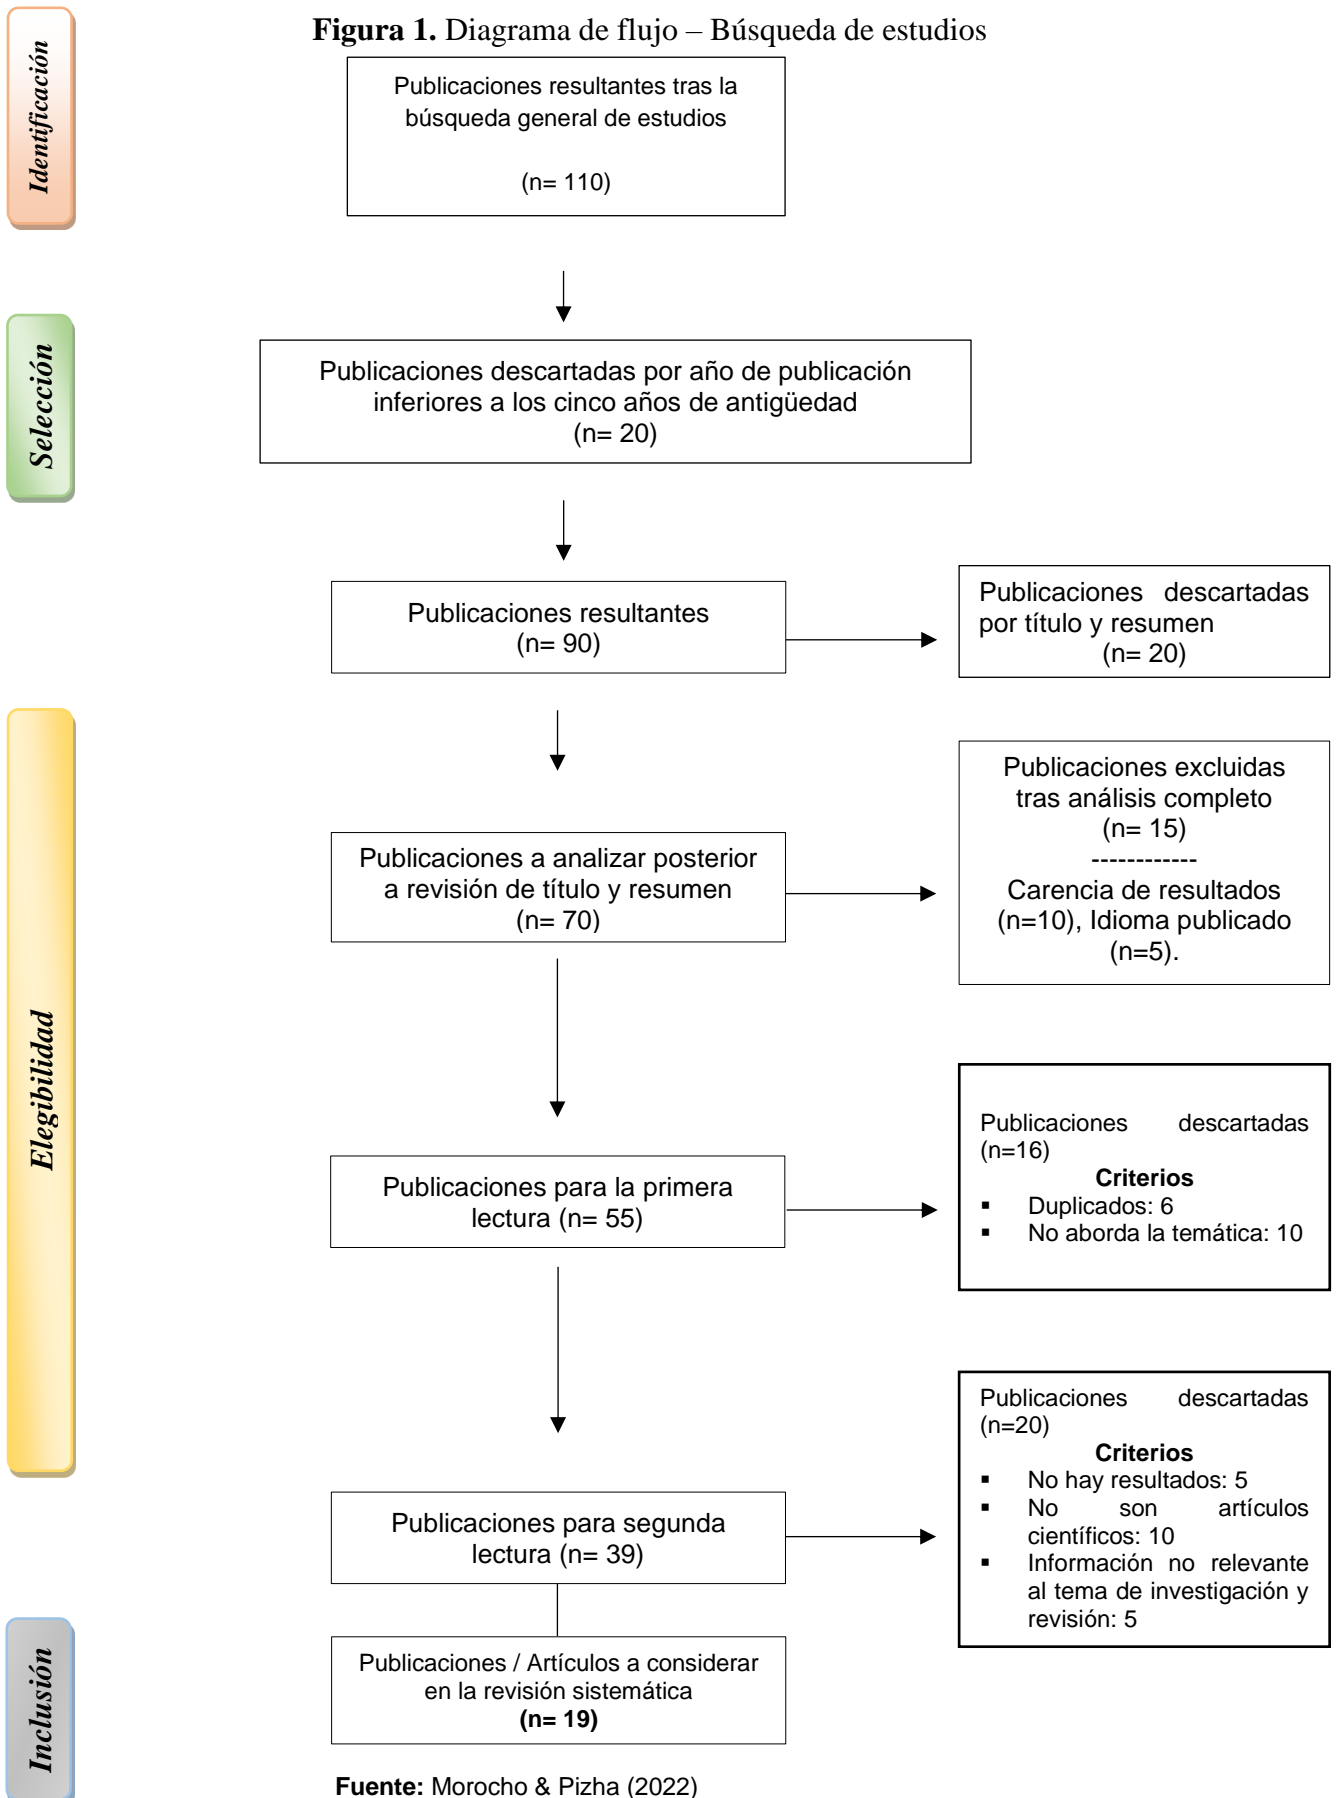 Figura 1. Diagrama de flujo – Búsqueda de estudios
Identificación
Publicaciones resultantes tras la
búsqueda general de estudios
(n= 110)
Selección
Publicaciones descartadas por año de publicación
inferiores a los cinco años de antigüedad
(n= 20)
Publicaciones resultantes
(n= 90)
Publicaciones descartadas
por título y resumen
(n= 20)
Elegibilidad
Publicaciones a analizar posterior
a revisión de título y resumen
(n= 70)
Publicaciones excluidas
tras análisis completo
(n= 15)
------------
Carencia de resultados
(n=10), Idioma publicado
(n=5).
Publicaciones para la primera
lectura (n= 55)
Publicaciones descartadas
(n=16)
Criterios
▪ Duplicados: 6
▪ No aborda la temática: 10
Publicaciones para segunda
lectura (n= 39)
Publicaciones descartadas
(n=20)
Criterios
▪ No hay resultados: 5
▪ No son artículos
científicos: 10
▪ Información no relevante
al tema de investigación y
revisión: 5
Inclusión
Publicaciones / Artículos a considerar
en la revisión sistemática
(n= 19)
Fuente: Morocho & Pizha (2022)